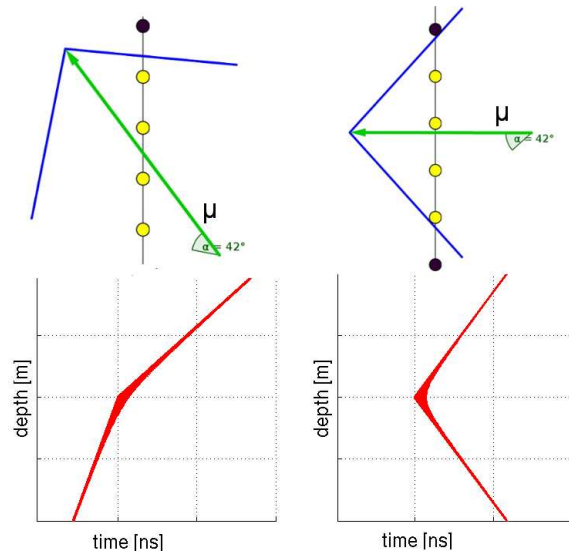 μ
α = 42°
μ
α = 42°
depth [m]
time [ns]
depth [m]
time [ns]